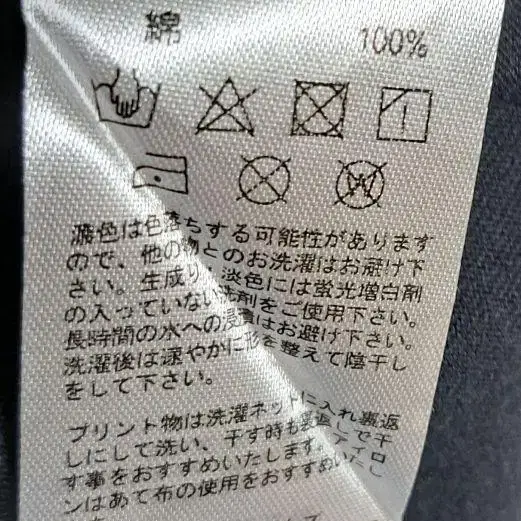 綿 100%
濃色は色落ちする可能性があります
ので、他の物とのお洗濯はお避け下
さい。生成り・淡色には蛍光増白剤
の入っていない洗剤をご使用下さい。
長時間の水への浸漬はお避け下さい。
洗濯後は速やかに形を整えて陰干し
をして下さい。
プリント物は洗濯ネットに入れ裏返
しにして洗い、干す時も裏返しで干
す事をおすすめいたします。アイロ
ンはあて布の使用をおすすめいたし